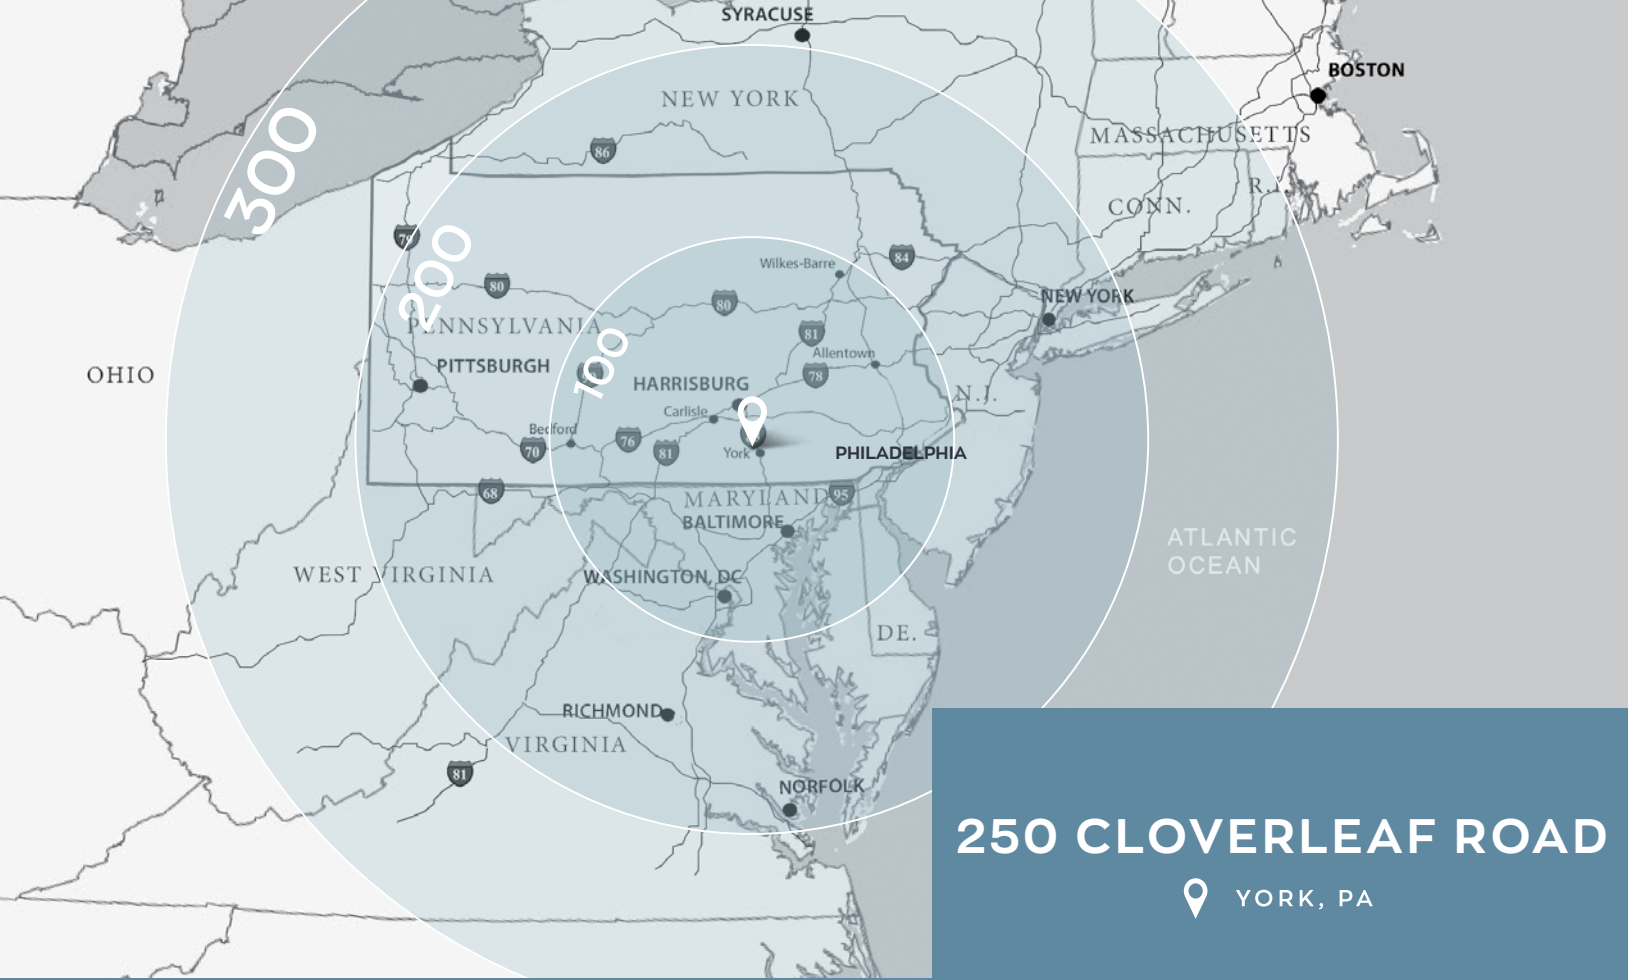 SYRACUSE
BOSTON
NEW YORK
MASSACHUSETTS
86
300
R.I.
CONN.
79
200
84
Wilkes-Barre
80
80
NEW YORK
PENNSYLVANIA
81
100
Allentown
PITTSBURGH
OHIO
78
HARRISBURG
N.J.
Carlisle
Bedford
76
70
81
York
PHILADELPHIA
68
95
MARYLAND
BALTIMORE
ATLANTIC
OCEAN
WEST VIRGINIA
WASHINGTON, DC
DE.
RICHMOND
VIRGINIA
81
NORFOLK
250 CLOVERLEAF ROAD
YORK, PA